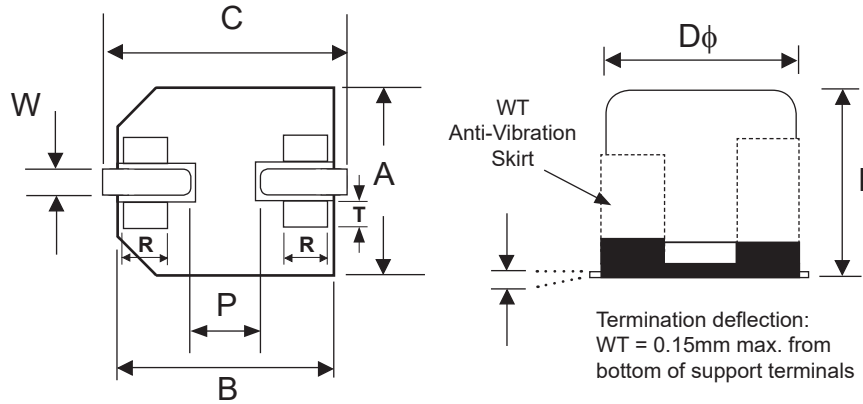 C
Dϕ
W
WT
Anti-Vibration
Skirt
A
T
R
R
P
Termination deflection:
WT = 0.15mm max. from
bottom of support terminals
B